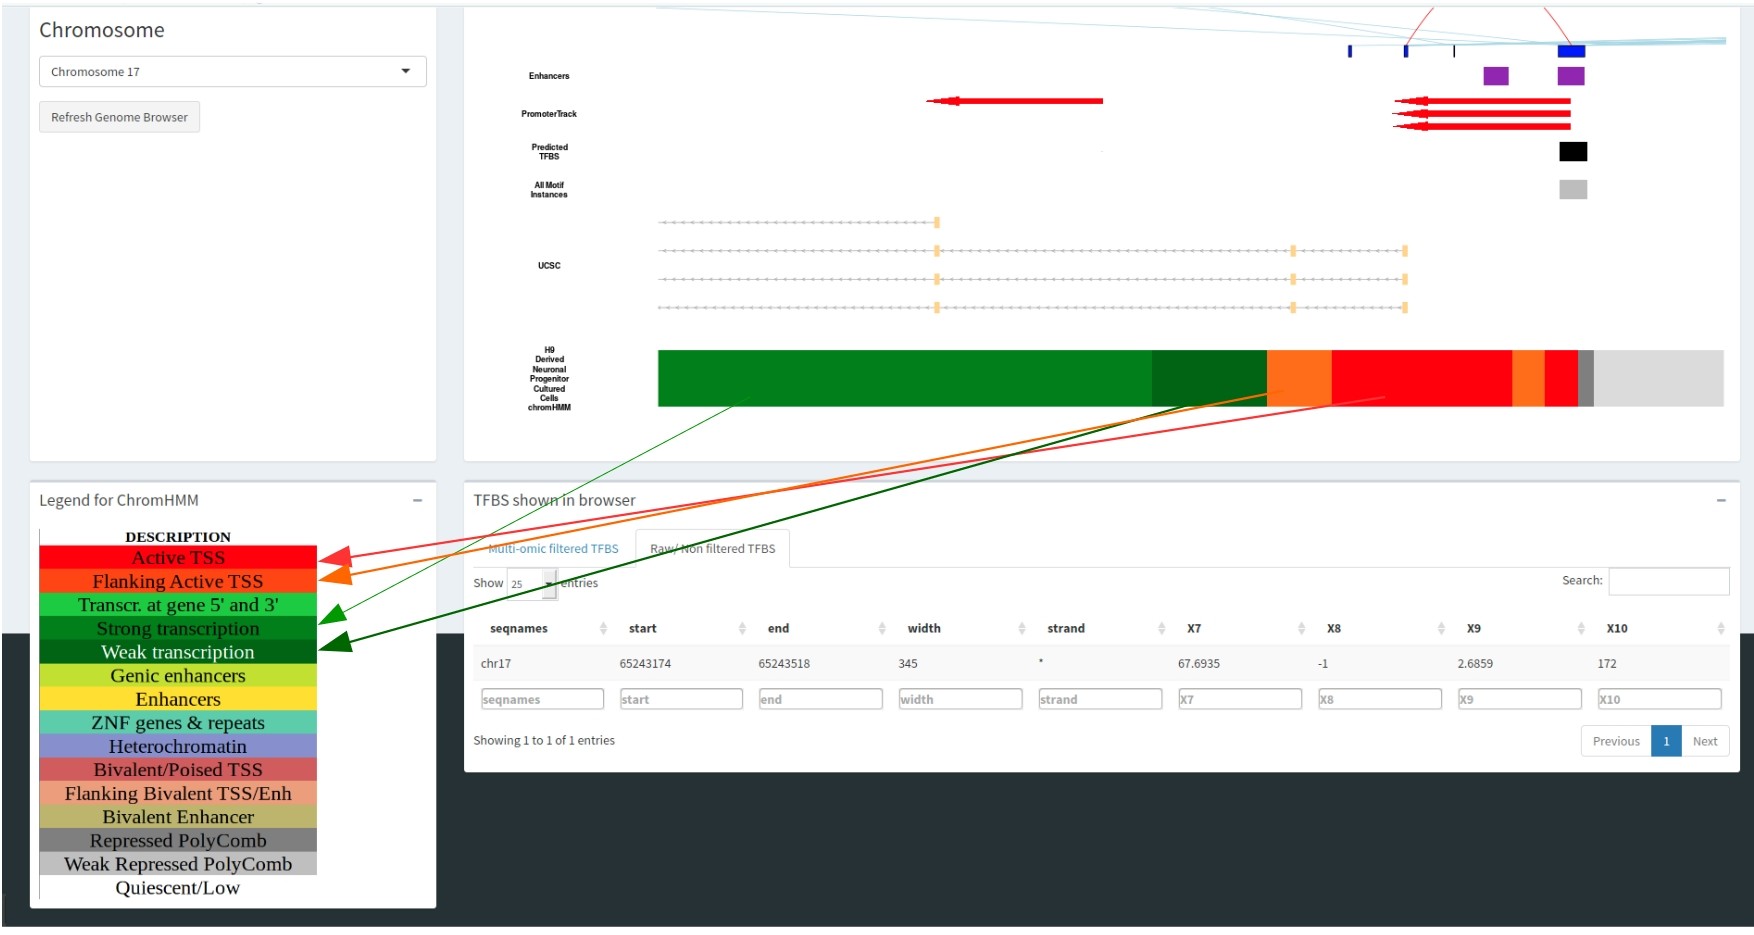 Chromosome
Chromosome 17
Refresh Genome Browser
Enhancers
PromoterTrack
Predicted
TFBS
All Motif
Instances
UCSC
H9
Derived
Neuronal
Progenitor
Cultured
Cells
chromHMM
Legend for ChromHMM
DESCRIPTION
Active TSS
Flanking Active TSS
Transcr. at gene 5' and 3'
Strong transcription
Weak transcription
Genic enhancers
Enhancers
ZNF genes & repeats
Heterochromatin
Bivalent/Poised TSS
Flanking Bivalent TSS/Enh
Bivalent Enhancer
Repressed PolyComb
Weak Repressed PolyComb
Quiescent/Low
TFBS shown in browser
Multi-omic filtered TFBS Raw/ Non filtered TFBS
Show 25 entries Search:
seqnames start end width strand X7 X8 X9 X10
chr17 65243174 65243518 345 * 67.6935 -1 2.6859 172
seqnames start end width strand X7 X8 X9 X10
Showing 1 to 1 of 1 entries Previous 1 Next